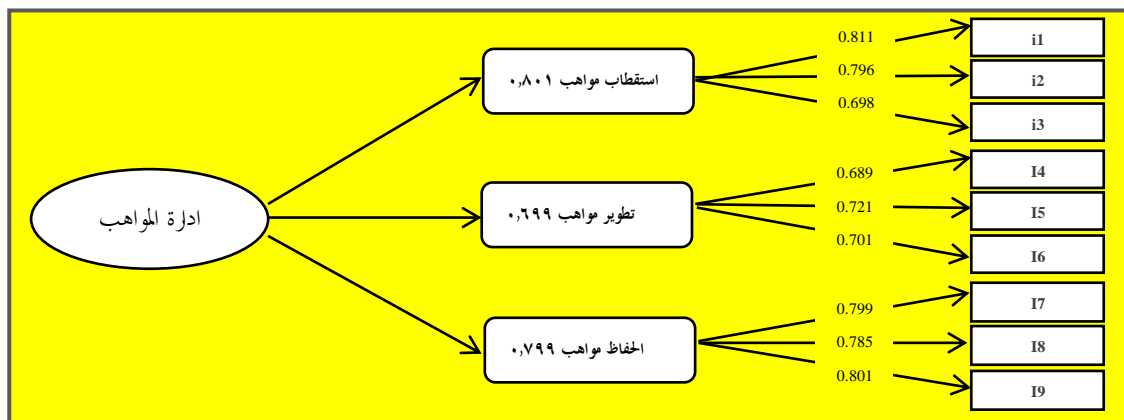 ادارة المواهب
استقطاب مواهب ٠,٨٠١
تطوير مواهب ٠,٦٩٩
الحفاظ مواهب ٠,٧٩٩
0.811
0.796
0.698
0.689
0.721
0.701
0.799
0.785
0.801
i1
i2
i3
I4
I5
I6
I7
I8
I9